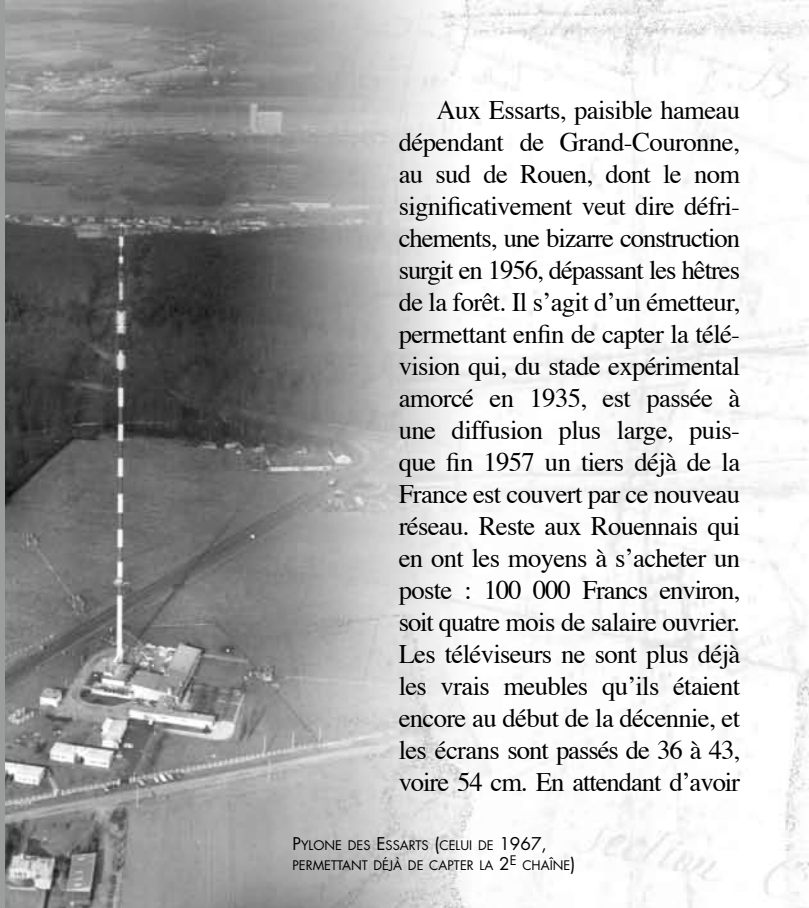 Aux Essarts, paisible hameau
dépendant de Grand-Couronne,
au sud de Rouen, dont le nom
significativement veut dire défri-
chements, une bizarre construction
surgit en 1956, dépassant les hêtres
de la forêt. Il s’agit d’un émetteur,
permettant enfin de capter la télé-
vision qui, du stade expérimental
amorcé en 1935, est passée à
une diffusion plus large, puis-
que fin 1957 un tiers déjà de la
France est couvert par ce nouveau
réseau. Reste aux Rouennais qui
en ont les moyens à s’acheter un
poste : 100 000 Francs environ,
soit quatre mois de salaire ouvrier.
Les téléviseurs ne sont plus déjà
les vrais meubles qu’ils étaient
encore au début de la décennie, et
les écrans sont passés de 36 à 43,
voire 54 cm. En attendant d’avoir
Pylone des Essarts (celui de 1967,
permettant déjà de capter la 2E chaîne)
section